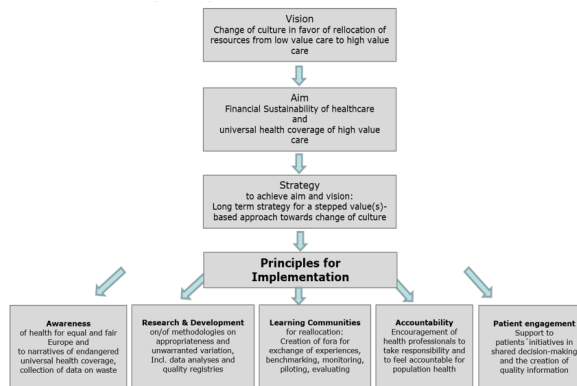 Vision
Change of culture in favor of rellocation of
resources from low value care to high value
care
Aim
Financial Sustainability of healthcare
and
universal health coverage of high value
care
Strategy
to achieve aim and vision:
Long term strategy for a stepped value(s)-
based approach towards change of culture
Principles for
Implementation
Awareness
of health for equal and fair
Europe and
to narratives of endangered
universal health coverage,
collection of data on waste
Research & Development
on/of methodologies on
appropriateness and
unwarranted variation,
Incl. data analyses and
quality registries
Learning Communities
for reallocation:
Creation of fora for
exchange of experiences,
benchmarking, monitoring,
piloting, evaluating
Accountability
Encouragement of
health professionals to
take responsibility and to
feel accountable for
population health
Patient engagement
Support to
patients´initiatives in
shared decision-making
and the creation of
quality information